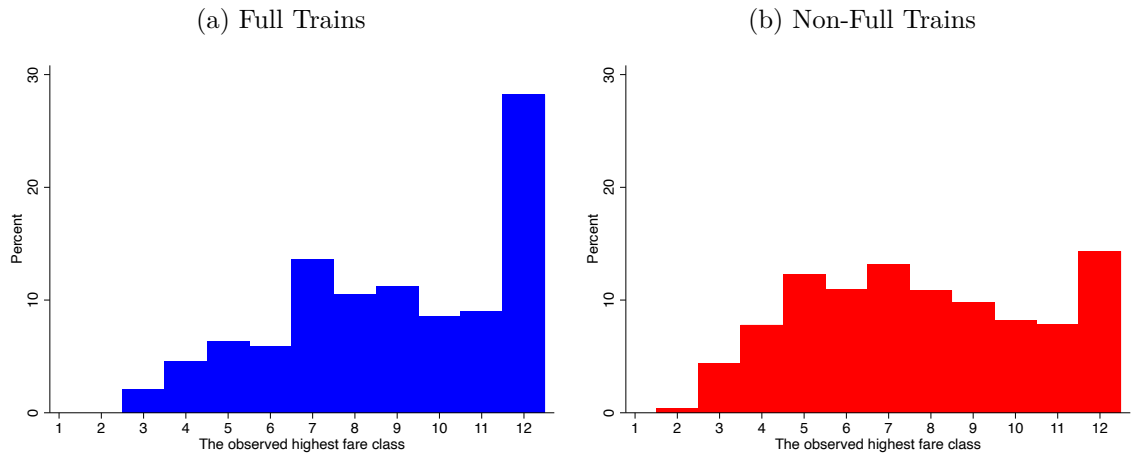 (a) Full Trains
Percent
30
20
10
0
1 2 3 4 5 6 7 8 9 10 11 12
The observed highest fare class
(b) Non-Full Trains
Percent
30
20
10
0
1 2 3 4 5 6 7 8 9 10 11 12
The observed highest fare class